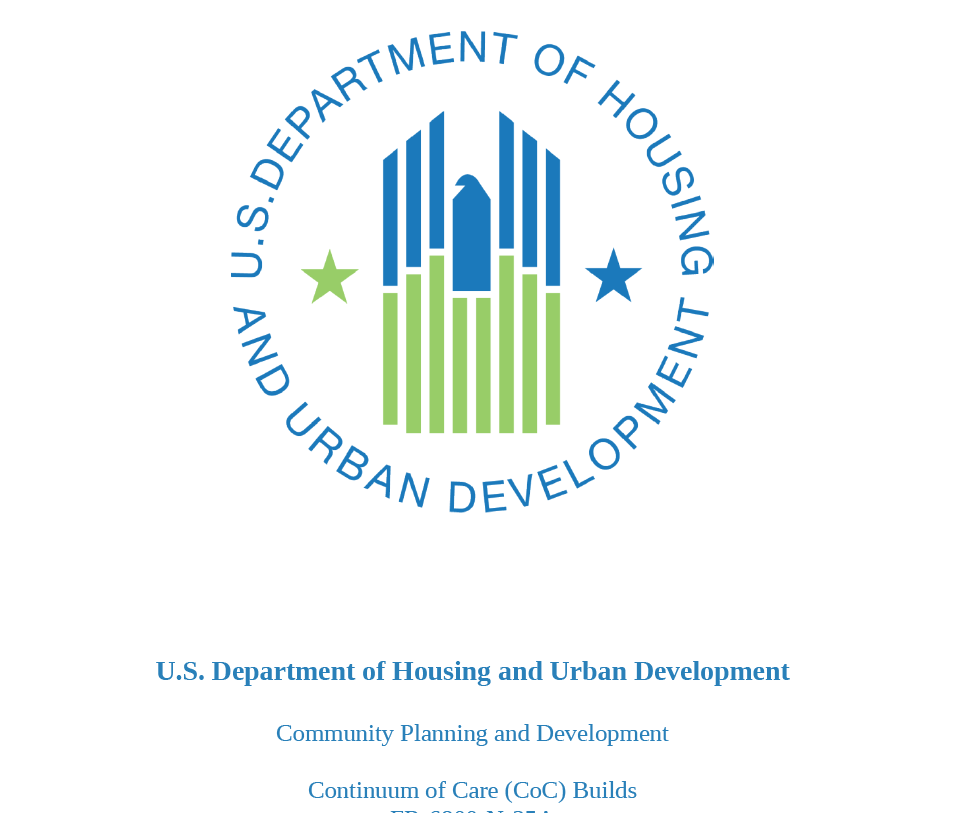 U.S.DEPARTMENT OF HOUSING
AND URBAN DEVELOPMENT
U.S. Department of Housing and Urban Development
Community Planning and Development
Continuum of Care (CoC) Builds